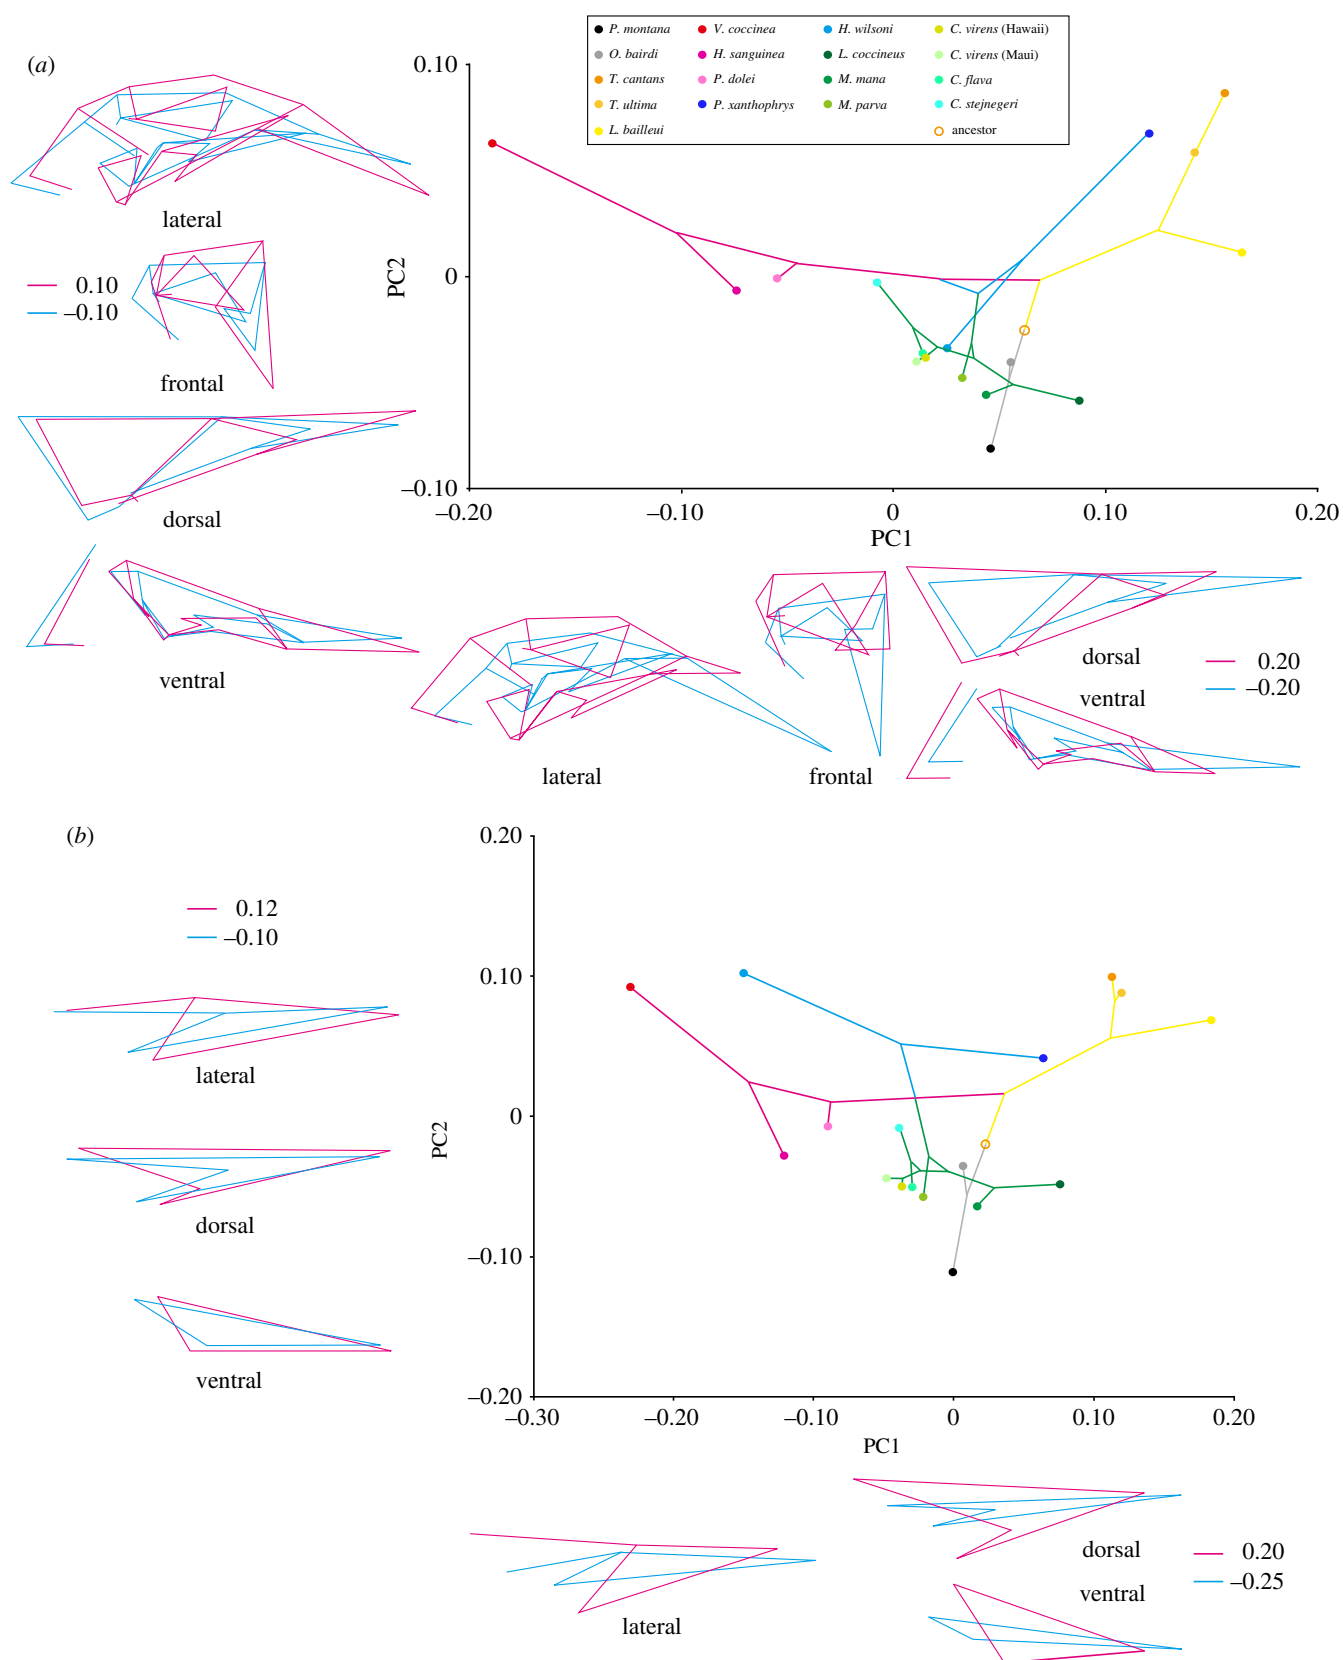 P. montana V. coccinea H. wilsoni C. virens (Hawaii)
O. bairdi H. sanguinea L. coccineus C. virens (Maui)
T. cantans P. dolei M. mana C. flava
T. ultima P. xanthophrys M. parva C. stejnegeri
L. bailleui ancestor
(a)
lateral
0.10
–0.10
frontal
dorsal
ventral
0.10
0
–0.10
PC2
–0.20 –0.10 0 0.10 0.20
PC1
lateral
frontal
dorsal
ventral
0.20
–0.20
(b)
0.12
–0.10
lateral
dorsal
ventral
0.20
0.10
0
–0.10
–0.20
PC2
–0.30 –0.20 –0.10 0 0.10 0.20
PC1
lateral
dorsal
ventral
0.20
–0.25